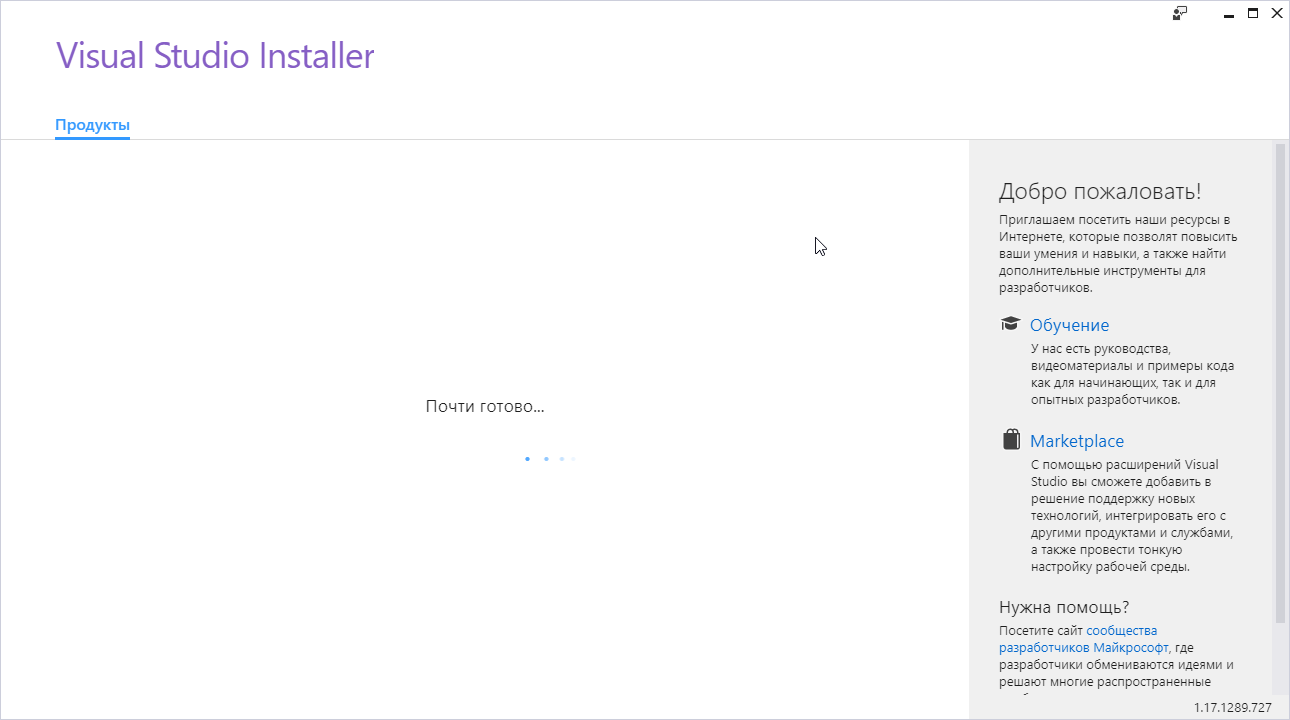 Visual Studio Installer
Продукты
Почти готово...
Добро пожаловать!
Приглашаем посетить наши ресурсы в
Интернете, которые позволят повысить
ваши умения и навыки, а также найти
дополнительные инструменты для
разработчиков.
Обучение
У нас есть руководства,
видеоматериалы и примеры кода
как для начинающих, так и для
опытных разработчиков.
Marketplace
С помощью расширений Visual
Studio вы сможете добавить в
решение поддержку новых
технологий, интегрировать его с
другими продуктами и службами,
а также провести тонкую
настройку рабочей среды.
Нужна помощь?
Посетите сайт сообщества
разработчиков Майкрософт, где
разработчики обмениваются идеями и
решают многие распространенные
1.17.1289.727